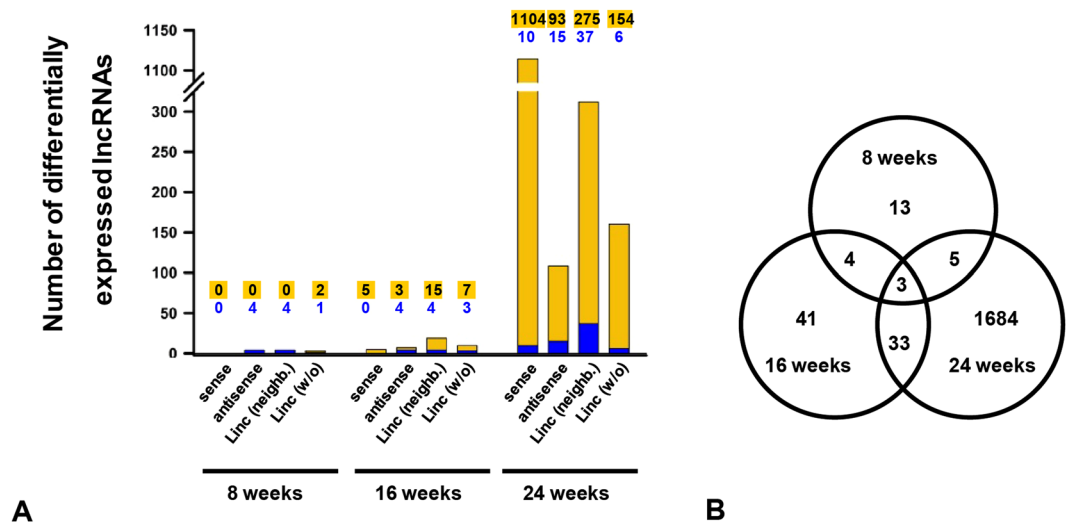 Number of differentially
expressed lncRNAs
1150
1100
300
250
200
150
100
50
0
0 0 0 2
0 4 4 1
5 3 15 7
0 4 4 3
1104 93 275 154
10 15 37 6
sense
antisense
Linc (neighb.)
Linc (w/o)
sense
antisense
Linc (neighb.)
Linc (w/o)
sense
antisense
Linc (neighb.)
Linc (w/o)
8 weeks
16 weeks
24 weeks
A
8 weeks
13
4
5
3
41
1684
33
16 weeks
24 weeks
B